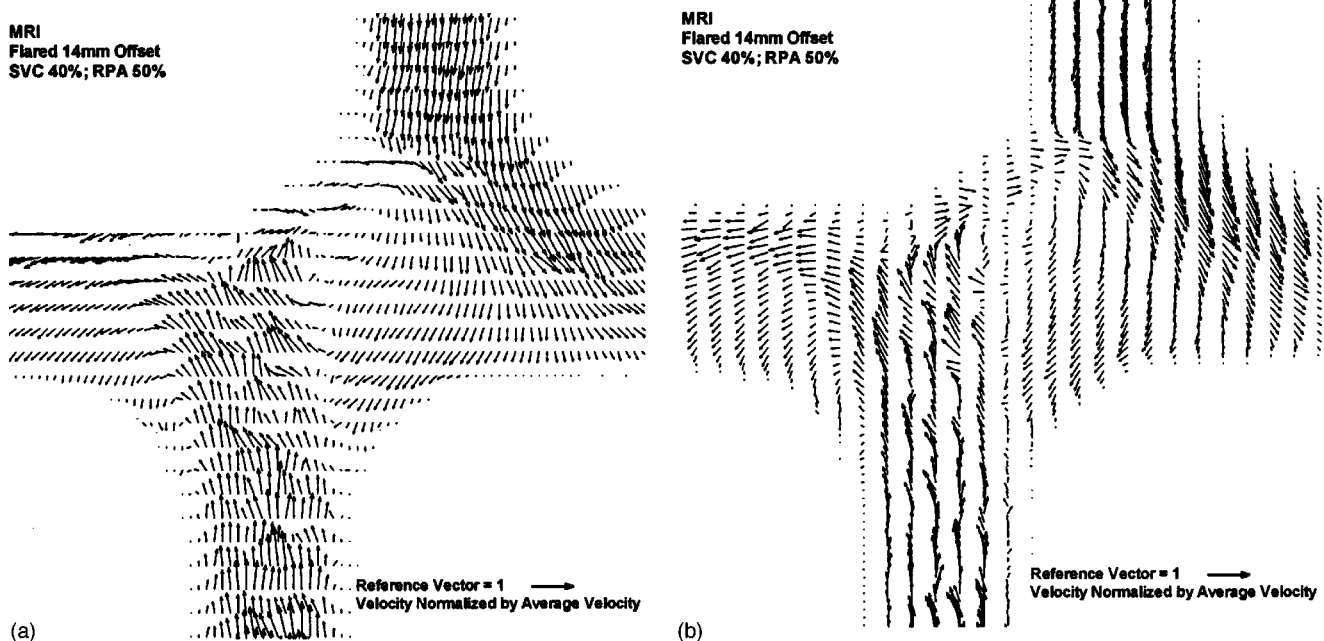 MRI
Flared 14mm Offset
SVC 40%; RPA 50%
Reference Vector = 1
Velocity Normalized by Average Velocity
(a)
MRI
Flared 14mm Offset
SVC 40%; RPA 50%
Reference Vector = 1
Velocity Normalized by Average Velocity
(b)